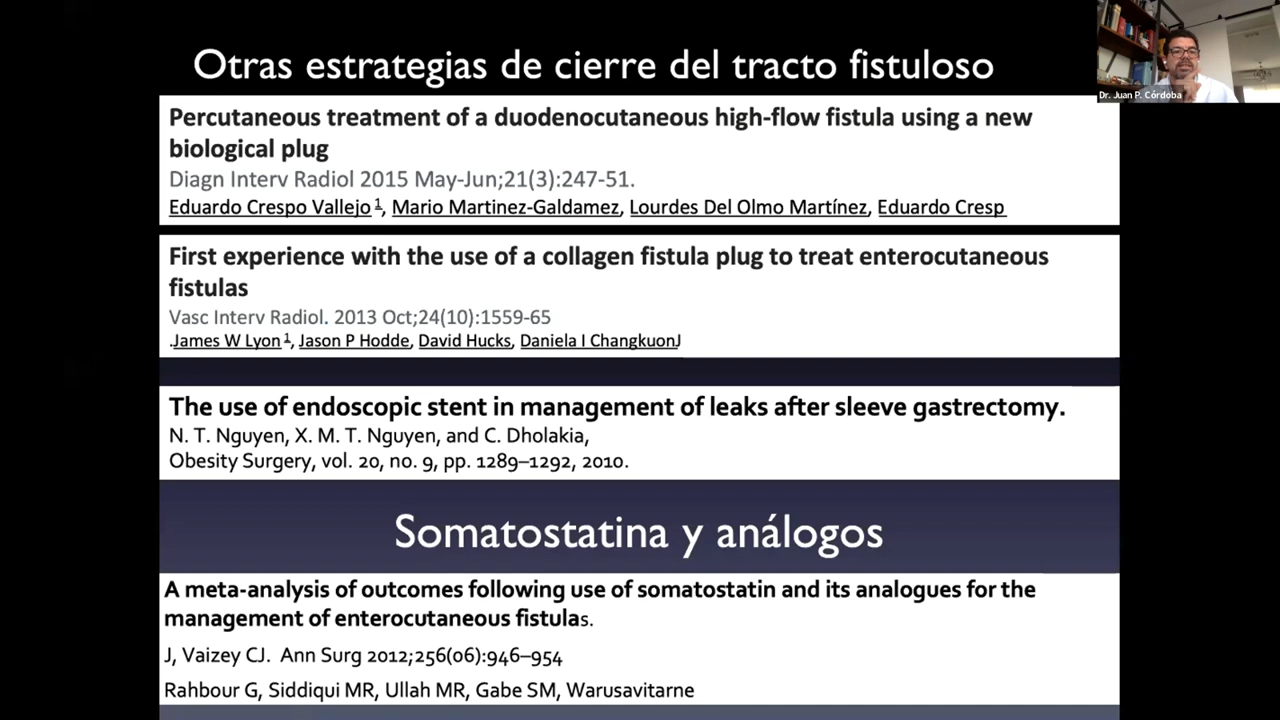 Otras estrategias de cierre del tracto fistuloso
Dr. Juan P. Córdoba
Percutaneous treatment of a duodenocutaneous high-flow fistula using a new
biological plug
Diagn Interv Radiol 2015 May-Jun;21(3):247-51.
Eduardo Crespo Vallejo 1, Mario Martinez-Galdamez, Lourdes Del Olmo Martínez, Eduardo Cresp
First experience with the use of a collagen fistula plug to treat enterocutaneous
fistulas
Vasc Interv Radiol. 2013 Oct;24(10):1559-65
.James W Lyon 1, Jason P Hodde, David Hucks, Daniela I ChangkuonJ
The use of endoscopic stent in management of leaks after sleeve gastrectomy.
N. T. Nguyen, X. M. T. Nguyen, and C. Dholakia,
Obesity Surgery, vol. 20, no. 9, pp. 1289–1292, 2010.
Somatostatina y análogos
A meta-analysis of outcomes following use of somatostatin and its analogues for the
management of enterocutaneous fistulas.
J, Vaizey CJ. Ann Surg 2012;256(06):946–954
Rahbour G, Siddiqui MR, Ullah MR, Gabe SM, Warusavitarne